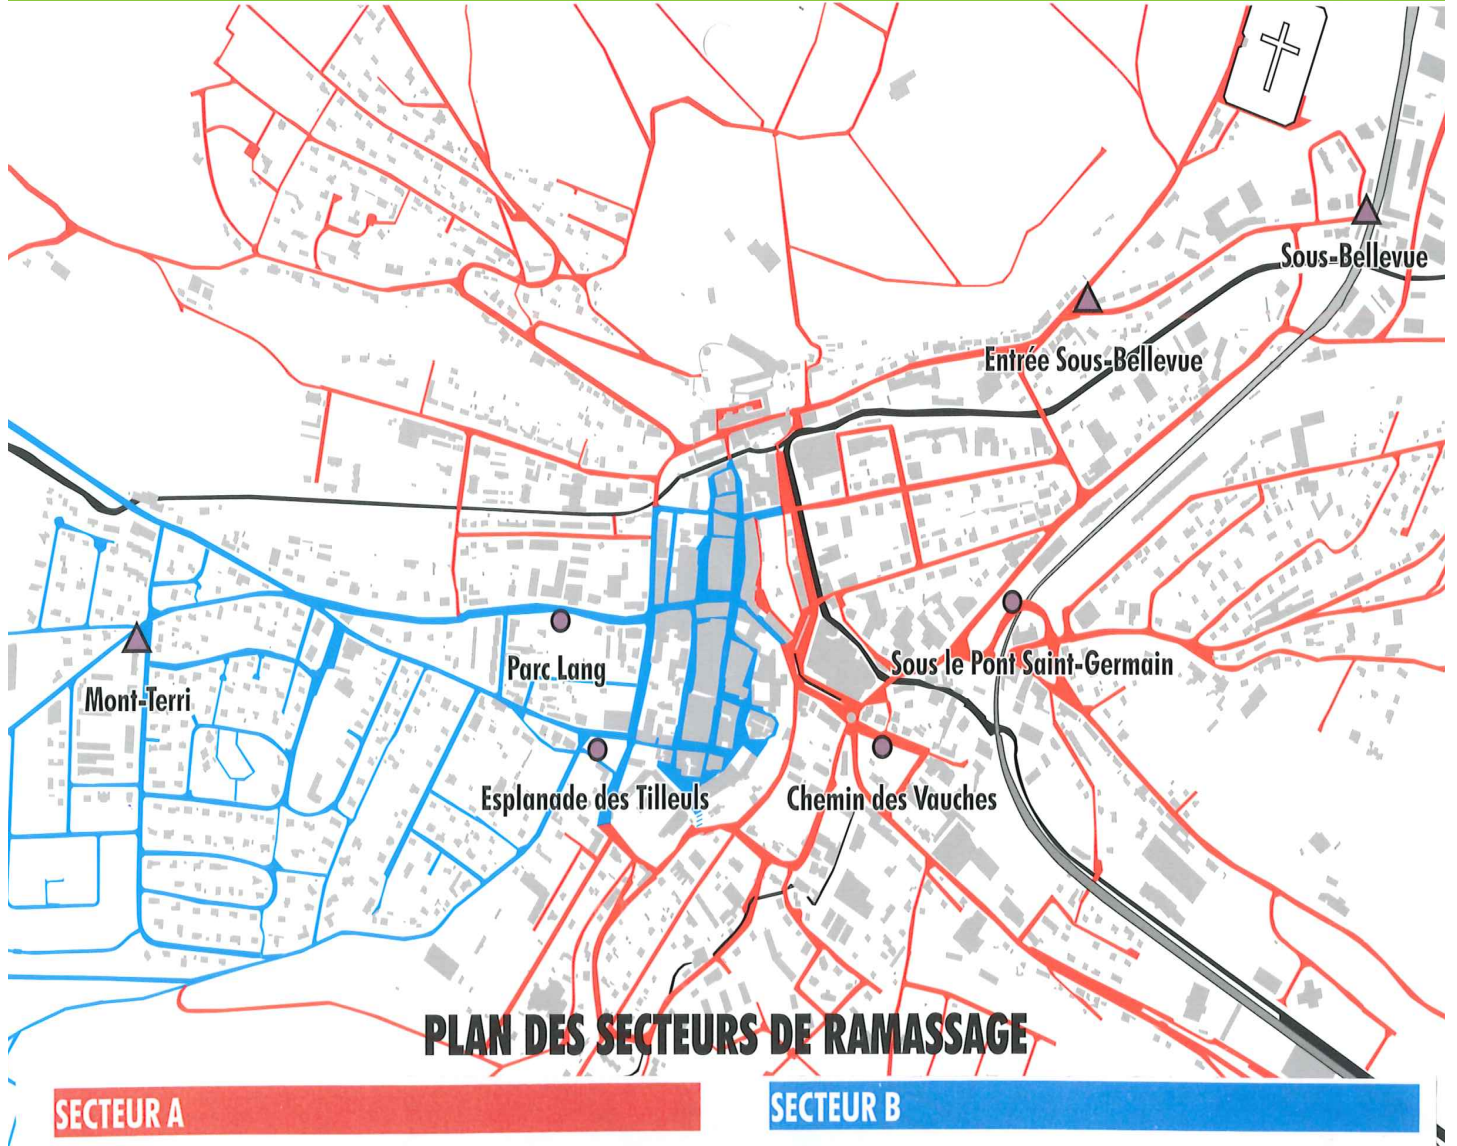 Sous-Bellevue
Entrée Sous-Bellevue
Parc Lang
Sous le Pont Saint-Germain
Mont-Terri
Esplanade des Tilleuls
Chemin des Vauches
PLAN DES SECTEURS DE RAMASSAGE
SECTEUR A
SECTEUR B